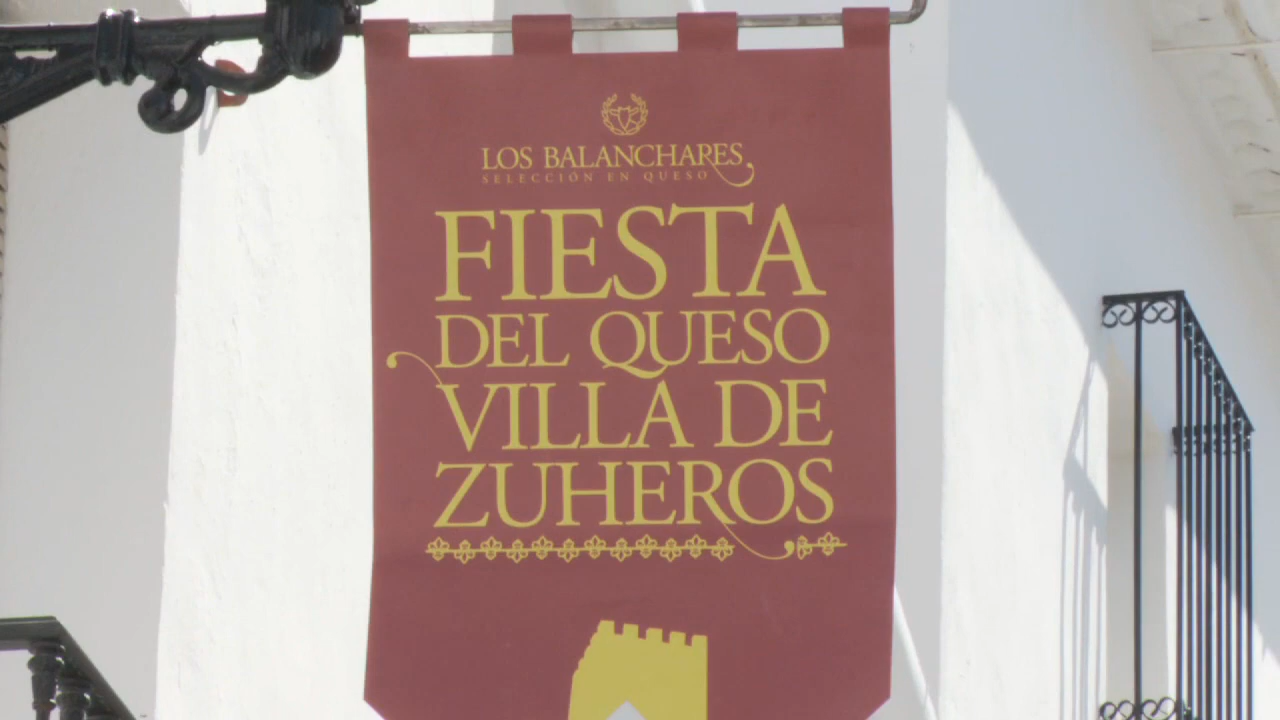 LOS BALANCHARES
SELECCIÓN EN QUESO
FIESTA
DEL QUESO
VILLA DE
ZUHEROS